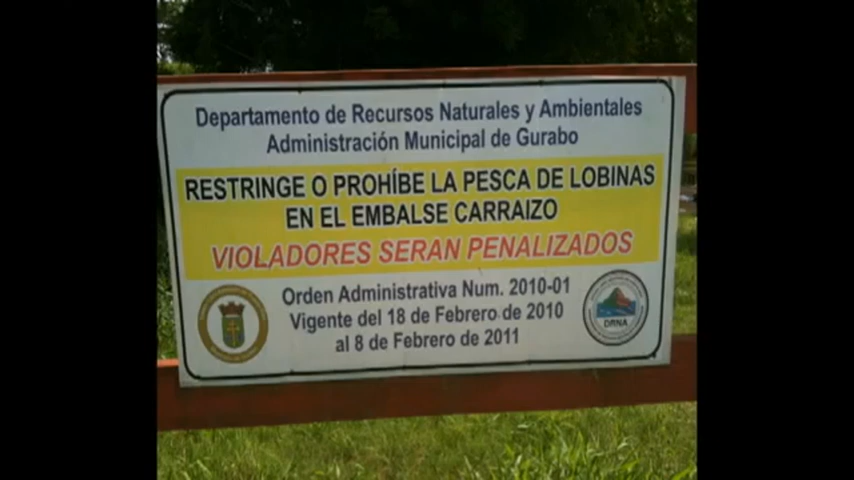 Departamento de Recursos Naturales y Ambientales
Administración Municipal de Gurabo
RESTRINGE O PROHÍBE LA PESCA DE LOBINAS
EN EL EMBALSE CARRAIZO
VIOLADORES SERAN PENALIZADOS
Orden Administrativa Num. 2010-01
Vigente del 18 de Febrero de 2010
al 8 de Febrero de 2011
DRNA